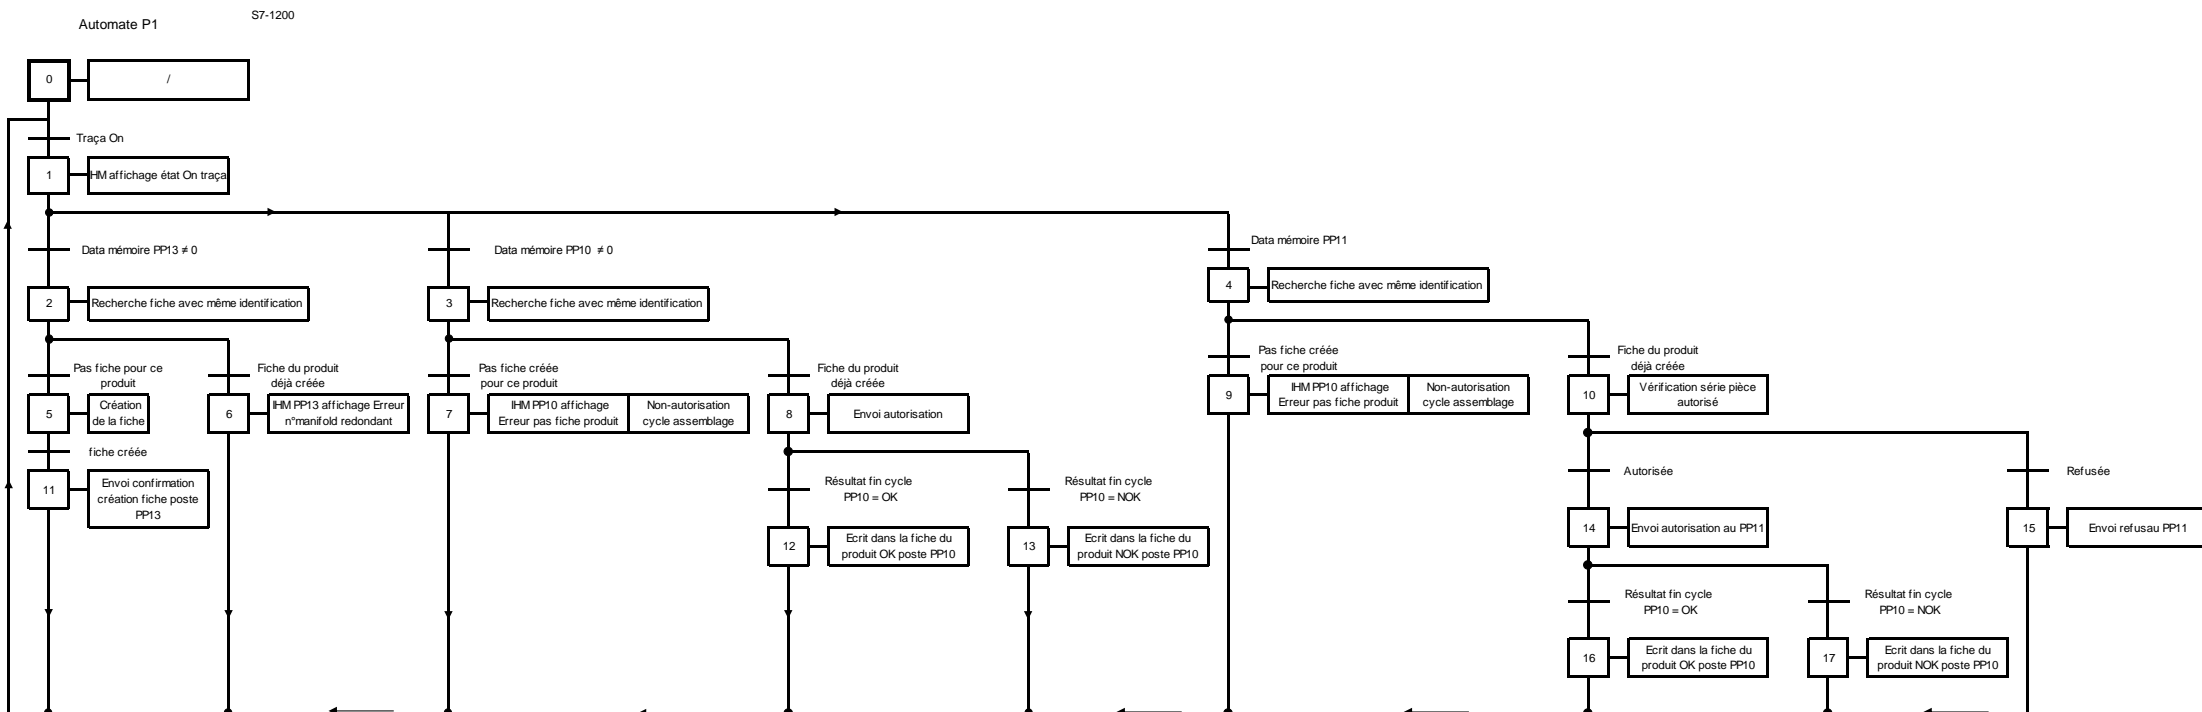 S7-1200
Automate P1
0
/
Traça On
1
IHM affichage état On traça
Data mémoire PP13 ≠ 0
Data mémoire PP10 ≠ 0
Data mémoire PP11
2
Recherche fiche avec même identification
3
Recherche fiche avec même identification
4
Recherche fiche avec même identification
Pas fiche pour ce
produit
Fiche du produit
déjà créée
Pas fiche créée
pour ce produit
Fiche du produit
déjà créée
Pas fiche créée
pour ce produit
Fiche du produit
déjà créée
5
Création
de la fiche
6
IHM PP13 affichage Erreur
n°manifold redondant
7
IHM PP10 affichage
Erreur pas fiche produit
Non-autorisation
cycle assemblage
8
Envoi autorisation
9
IHM PP10 affichage
Erreur pas fiche produit
Non-autorisation
cycle assemblage
10
Vérification série pièce
autorisé
fiche créée
11
Envoi confirmation
création fiche poste
PP13
Résultat fin cycle
PP10 = OK
Résultat fin cycle
PP10 = NOK
Autorisée
Refusée
12
Ecrit dans la fiche du
produit OK poste PP10
13
Ecrit dans la fiche du
produit NOK poste PP10
14
Envoi autorisation au PP11
15
Envoi refusau PP11
Résultat fin cycle
PP10 = OK
Résultat fin cycle
PP10 = NOK
16
Ecrit dans la fiche du
produit OK poste PP10
17
Ecrit dans la fiche du
produit NOK poste PP10